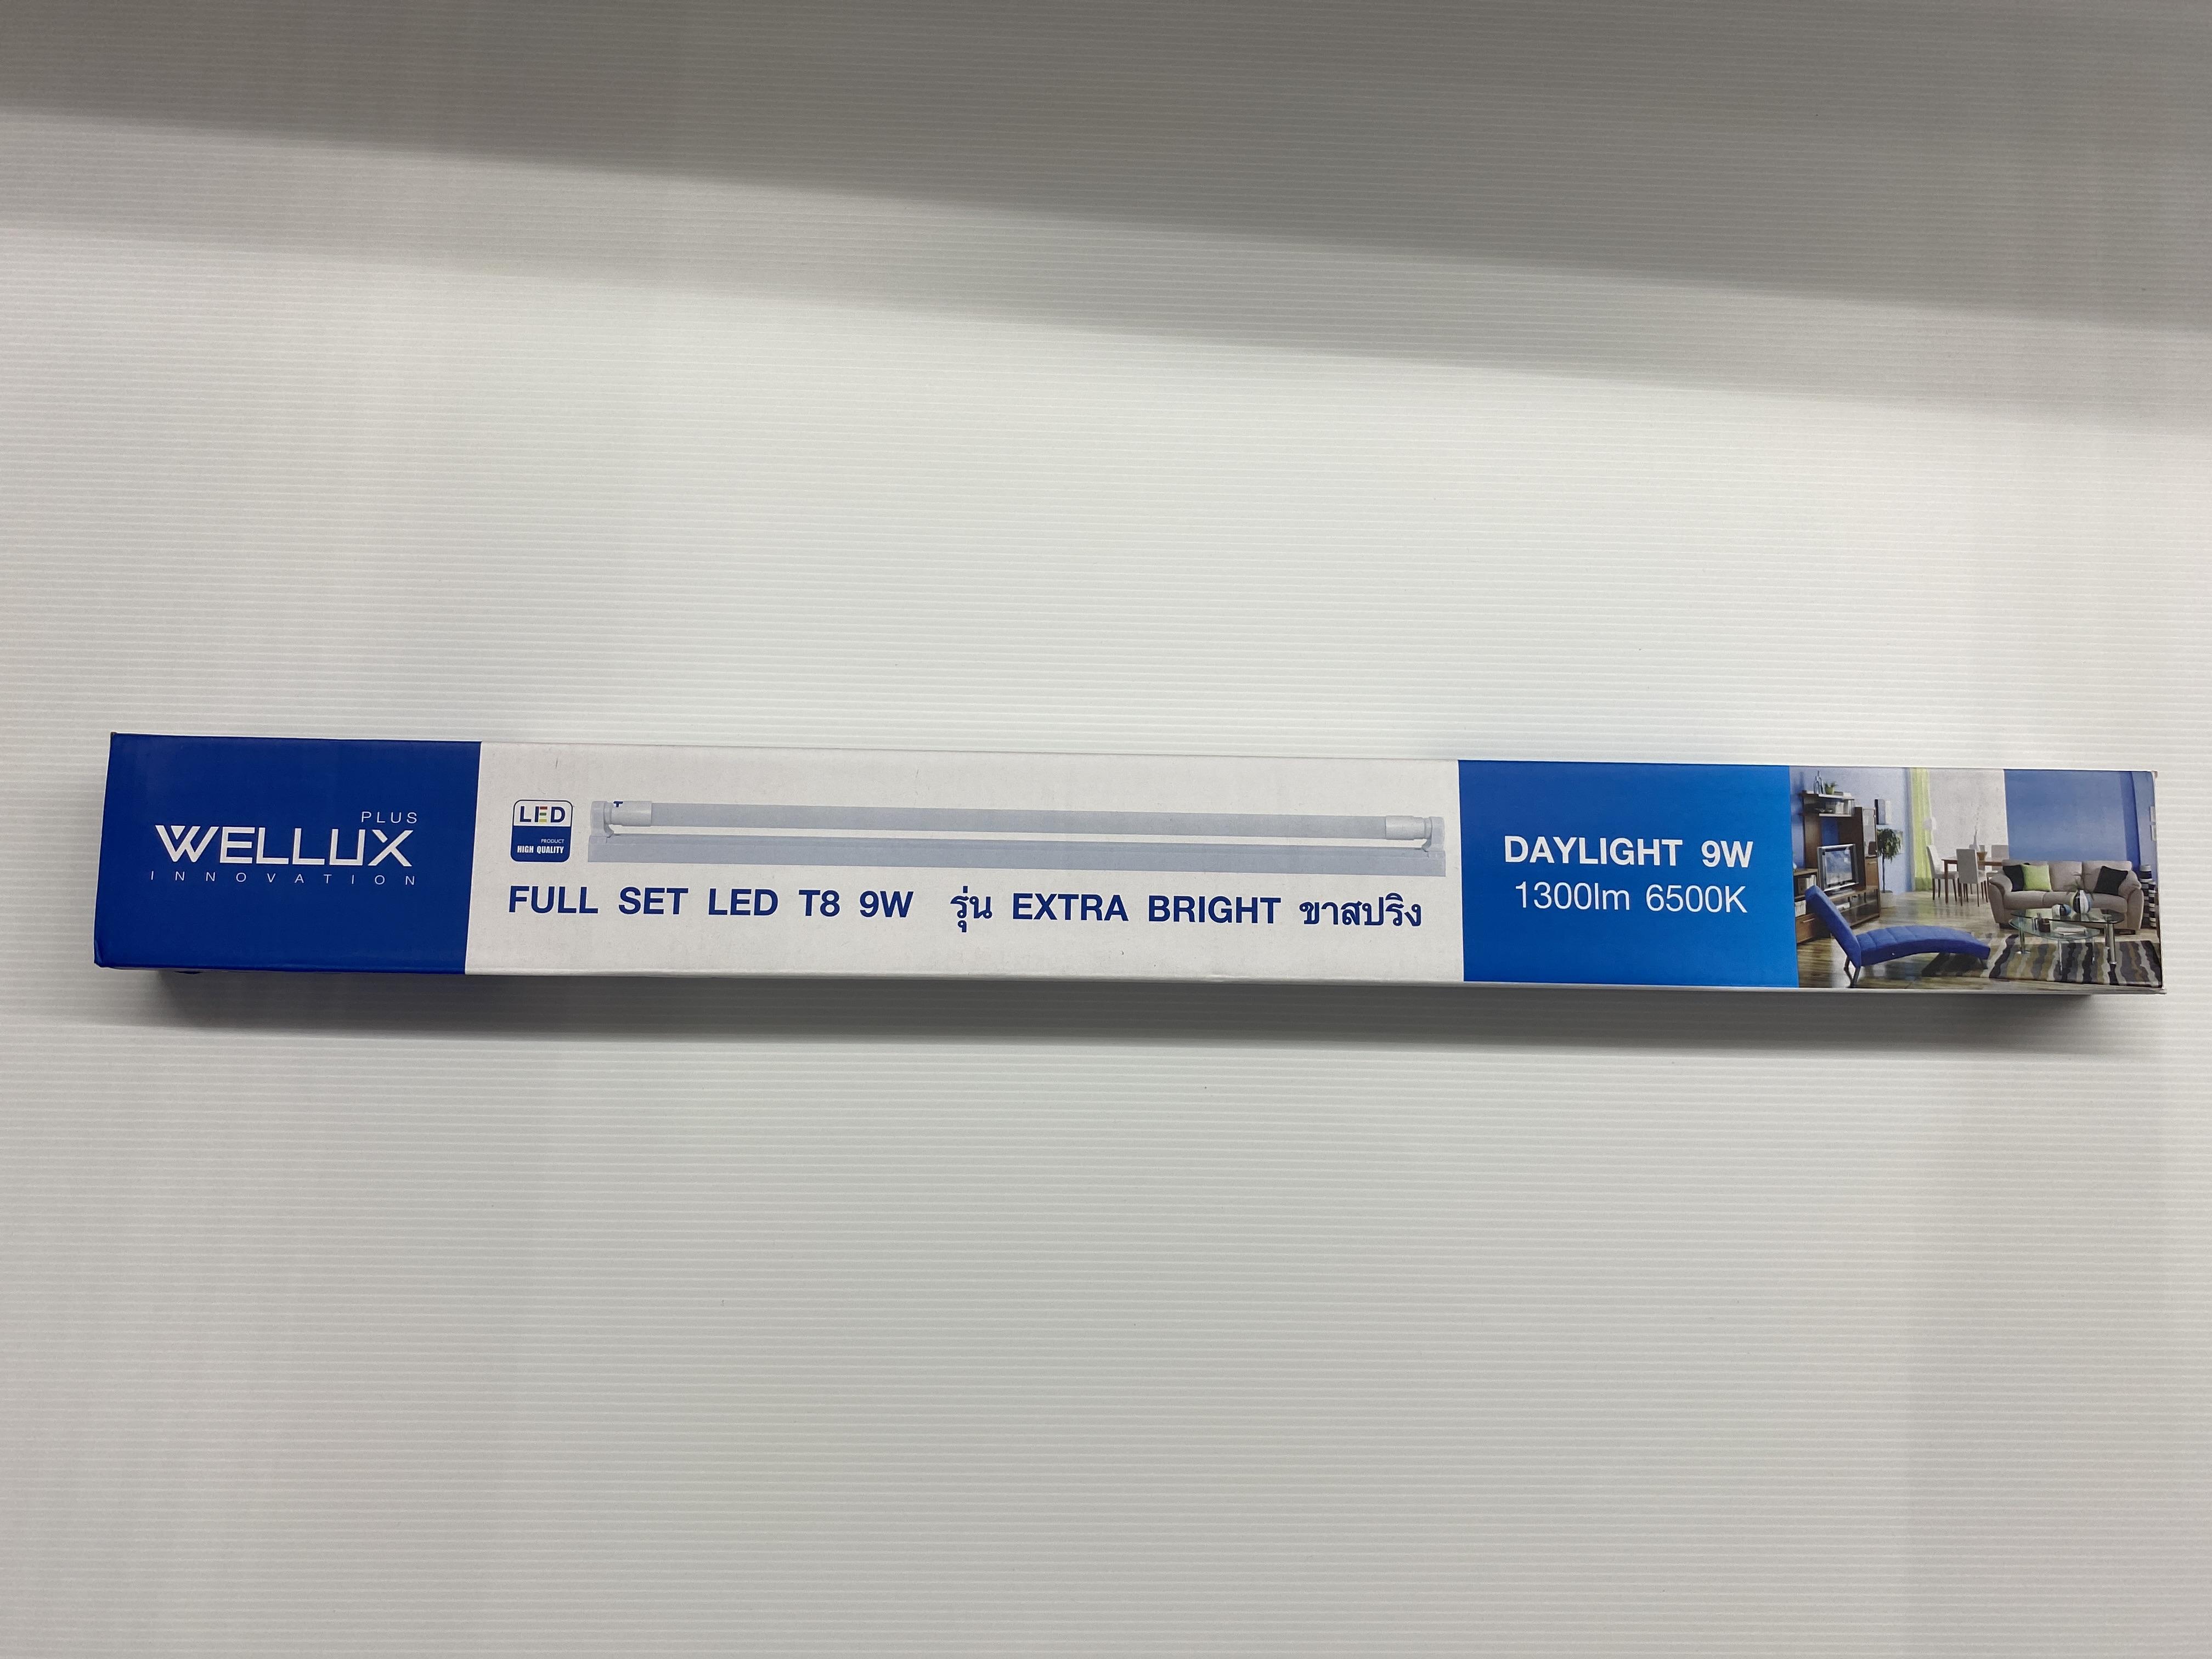 PLUS
WELLUX
INNOVATION
LED
PRODUCT
HIGH QUALITY
FULL SET LED T8 9W รุ่น EXTRA BRIGHT ขาสปริง
DAYLIGHT 9W
1300lm 6500K